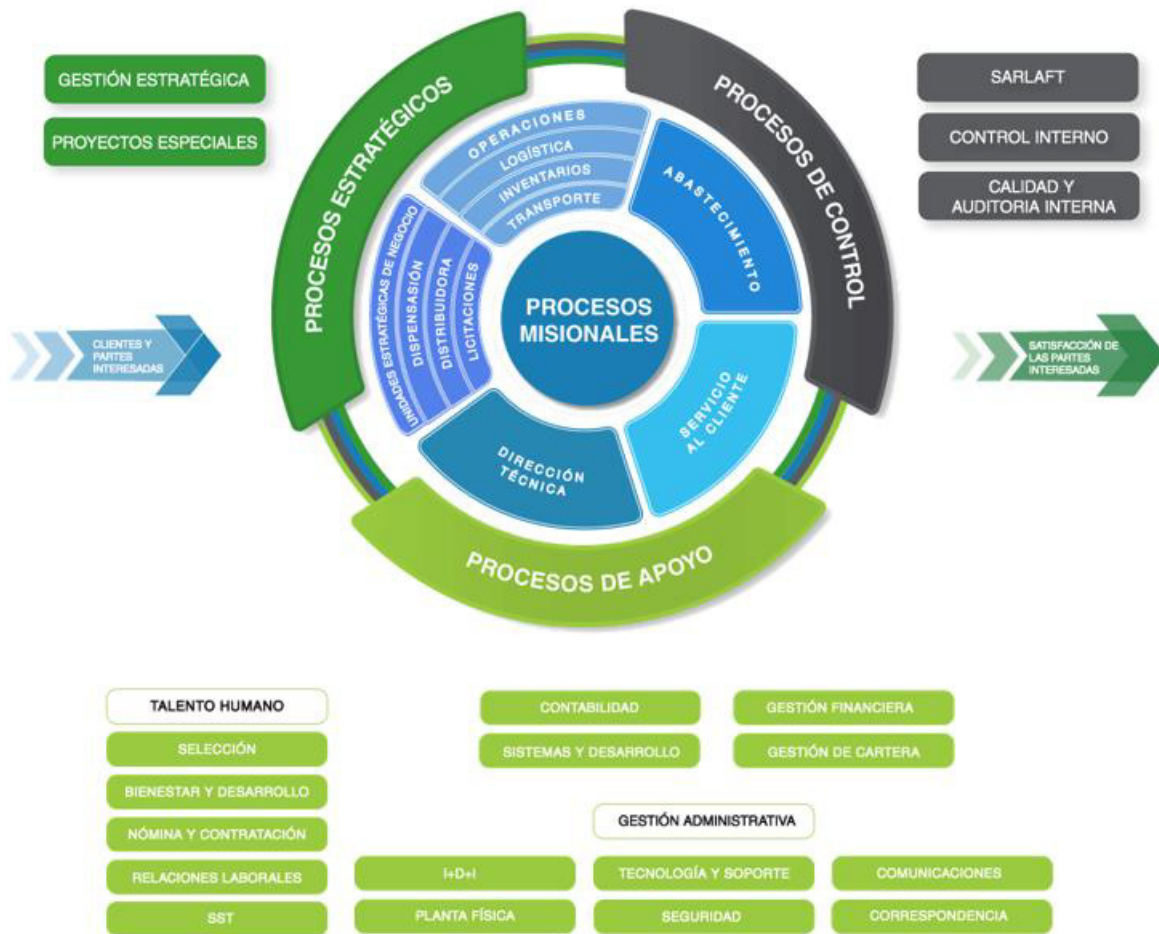 GESTIÓN ESTRATÉGICA
PROYECTOS ESPECIALES
PROCESOS ESTRATÉGICOS
PROCESOS DE CONTROL
SARLAFT
CONTROL INTERNO
CALIDAD Y
AUDITORIA INTERNA
OPERACIONES
LOGÍSTICA
INVENTARIOS
TRANSPORTE
ABASTECIMIENTO
UNIDADES ESTRATÉGICAS DE NEGOCIO
DISPENSASIÓN
DISTRIBUIDORA
LICITACIONES
PROCESOS
MISIONALES
CLIENTES Y
PARTES
INTERESADAS
SATISFACCIÓN DE
LAS PARTES
INTERESADAS
SERVICIO
AL CLIENTE
DIRECCIÓN
TÉCNICA
PROCESOS DE APOYO
TALENTO HUMANO
SELECCIÓN
BIENESTAR Y DESARROLLO
NÓMINA Y CONTRATACIÓN
RELACIONES LABORALES
SST
CONTABILIDAD
GESTIÓN FINANCIERA
SISTEMAS Y DESARROLLO
GESTIÓN DE CARTERA
GESTIÓN ADMINISTRATIVA
I+D+I
TECNOLOGÍA Y SOPORTE
COMUNICACIONES
PLANTA FÍSICA
SEGURIDAD
CORRESPONDENCIA